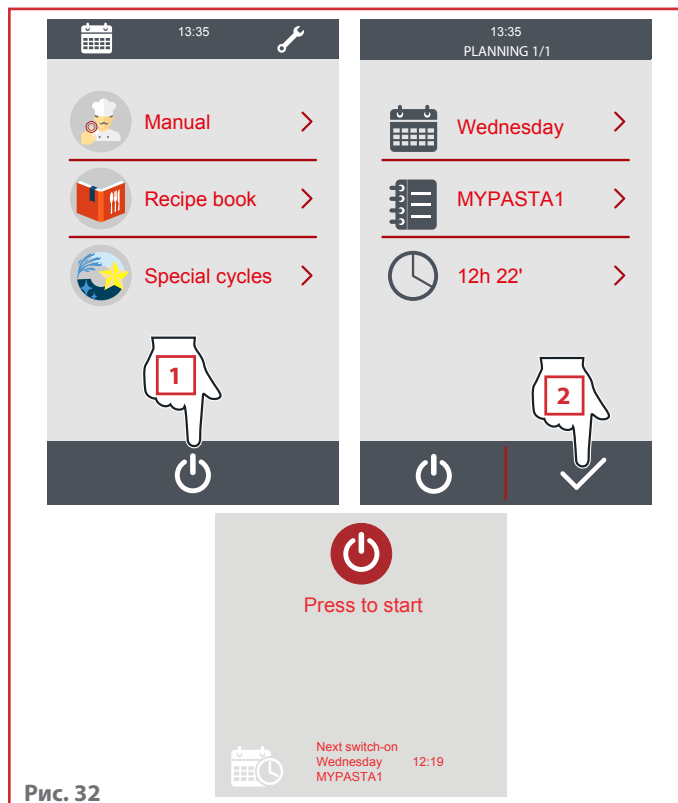 13:35
Manual
Recipe book
Special cycles
1
13:35
PLANNING 1/1
Wednesday
MYPASTA1
12h 22'
2
Press to start
Next switch-on
Wednesday 12:19
MYPASTA1
Рис. 32